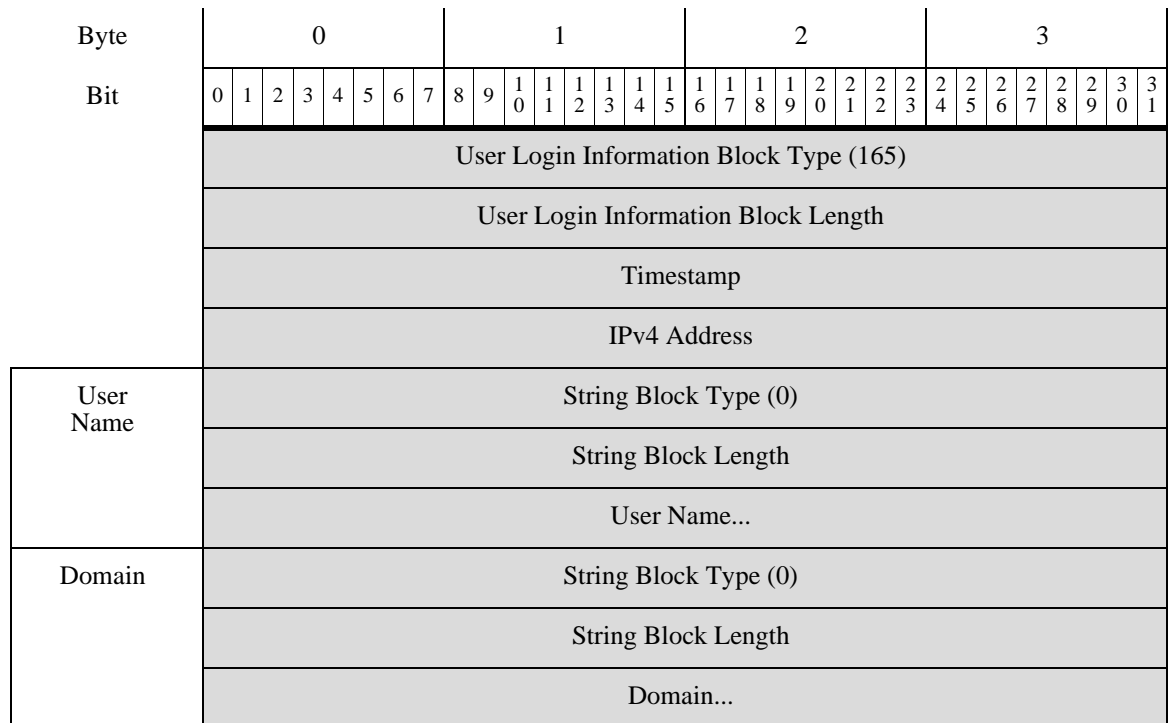 Byte 0 1 2 3
Bit 0 1 2 3 4 5 6 7 8 9 10 11 12 13 14 15 16 17 18 19 20 21 22 23 24 25 26 27 28 29 30 31
User Login Information Block Type (165)
User Login Information Block Length
Timestamp
IPv4 Address
User
Name
String Block Type (0)
String Block Length
User Name...
Domain
String Block Type (0)
String Block Length
Domain...